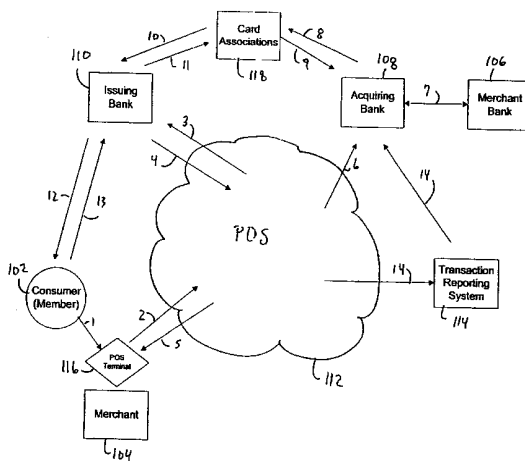 110
Issuing
Bank
10
11
Card
Associations
118
8
9
108
Acquiring
Bank
7
106
Merchant
Bank
3
4
6
14
12
13
PDS
102
Consumer
(Member)
1
2
5
14
Transaction
Reporting
System
114
116
POS
Terminal
112
Merchant
104